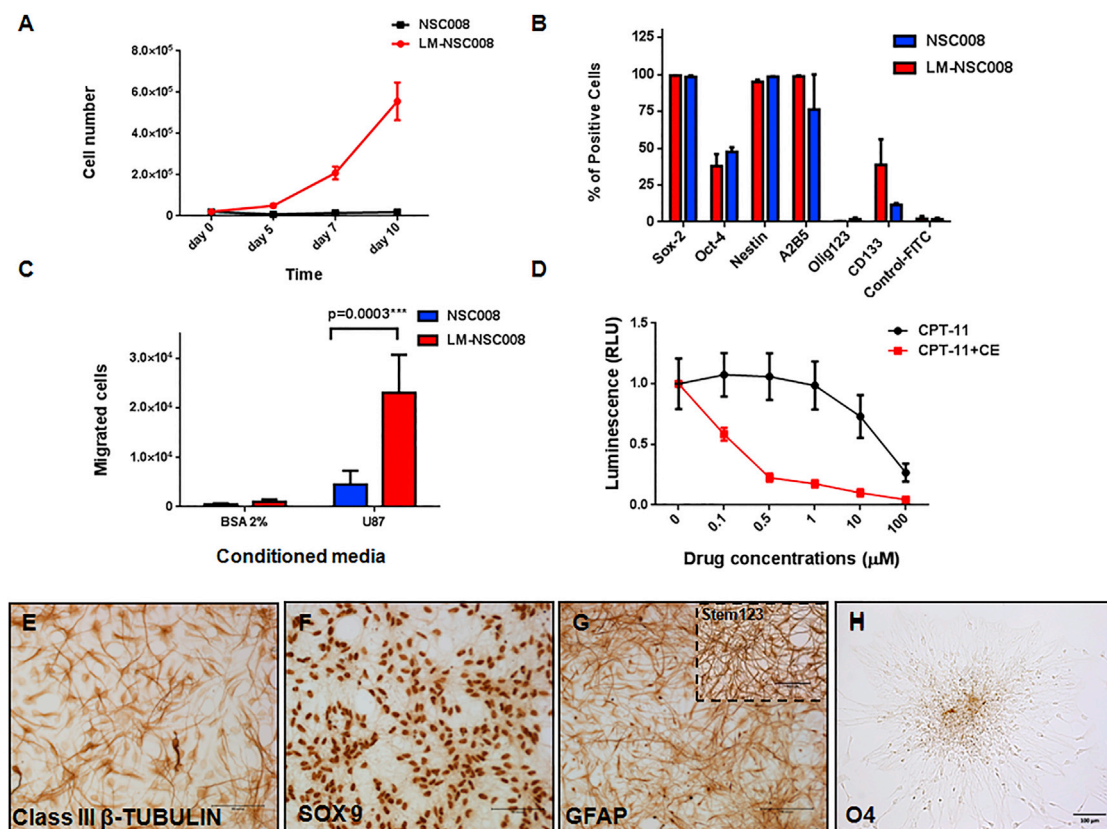 A
NSC008
LM-NSC008
8.0×10⁵
6.0×10⁵
4.0×10⁵
2.0×10⁵
0
Cell number
day 0
day 5
day 7
day 10
Time
B
NSC008
LM-NSC008
125
100
75
50
25
0
% of Positive Cells
Sox-2
Oct-4
Nestin
A2B5
Olig123
CD133
Control-FITC
C
p=0.0003***
NSC008
LM-NSC008
3.0×10⁴
2.0×10⁴
1.0×10⁴
0
Migrated cells
BSA 2%
U87
Conditioned media
D
CPT-11
CPT-11+CE
1.5
1.0
0.5
0.0
Luminescence (RLU)
0
0.1
0.5
1
10
100
Drug concentrations (μM)
E
Class III β-TUBULIN
F
SOX 9
G
Stem123
GFAP
H
O4
100 μm